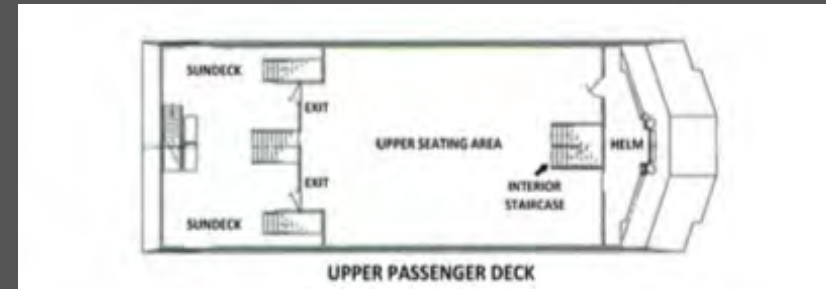 SUNDECK
EXIT
UPPER SEATING AREA
HELM
EXIT
INTERIOR
STAIRCASE
SUNDECK
UPPER PASSENGER DECK